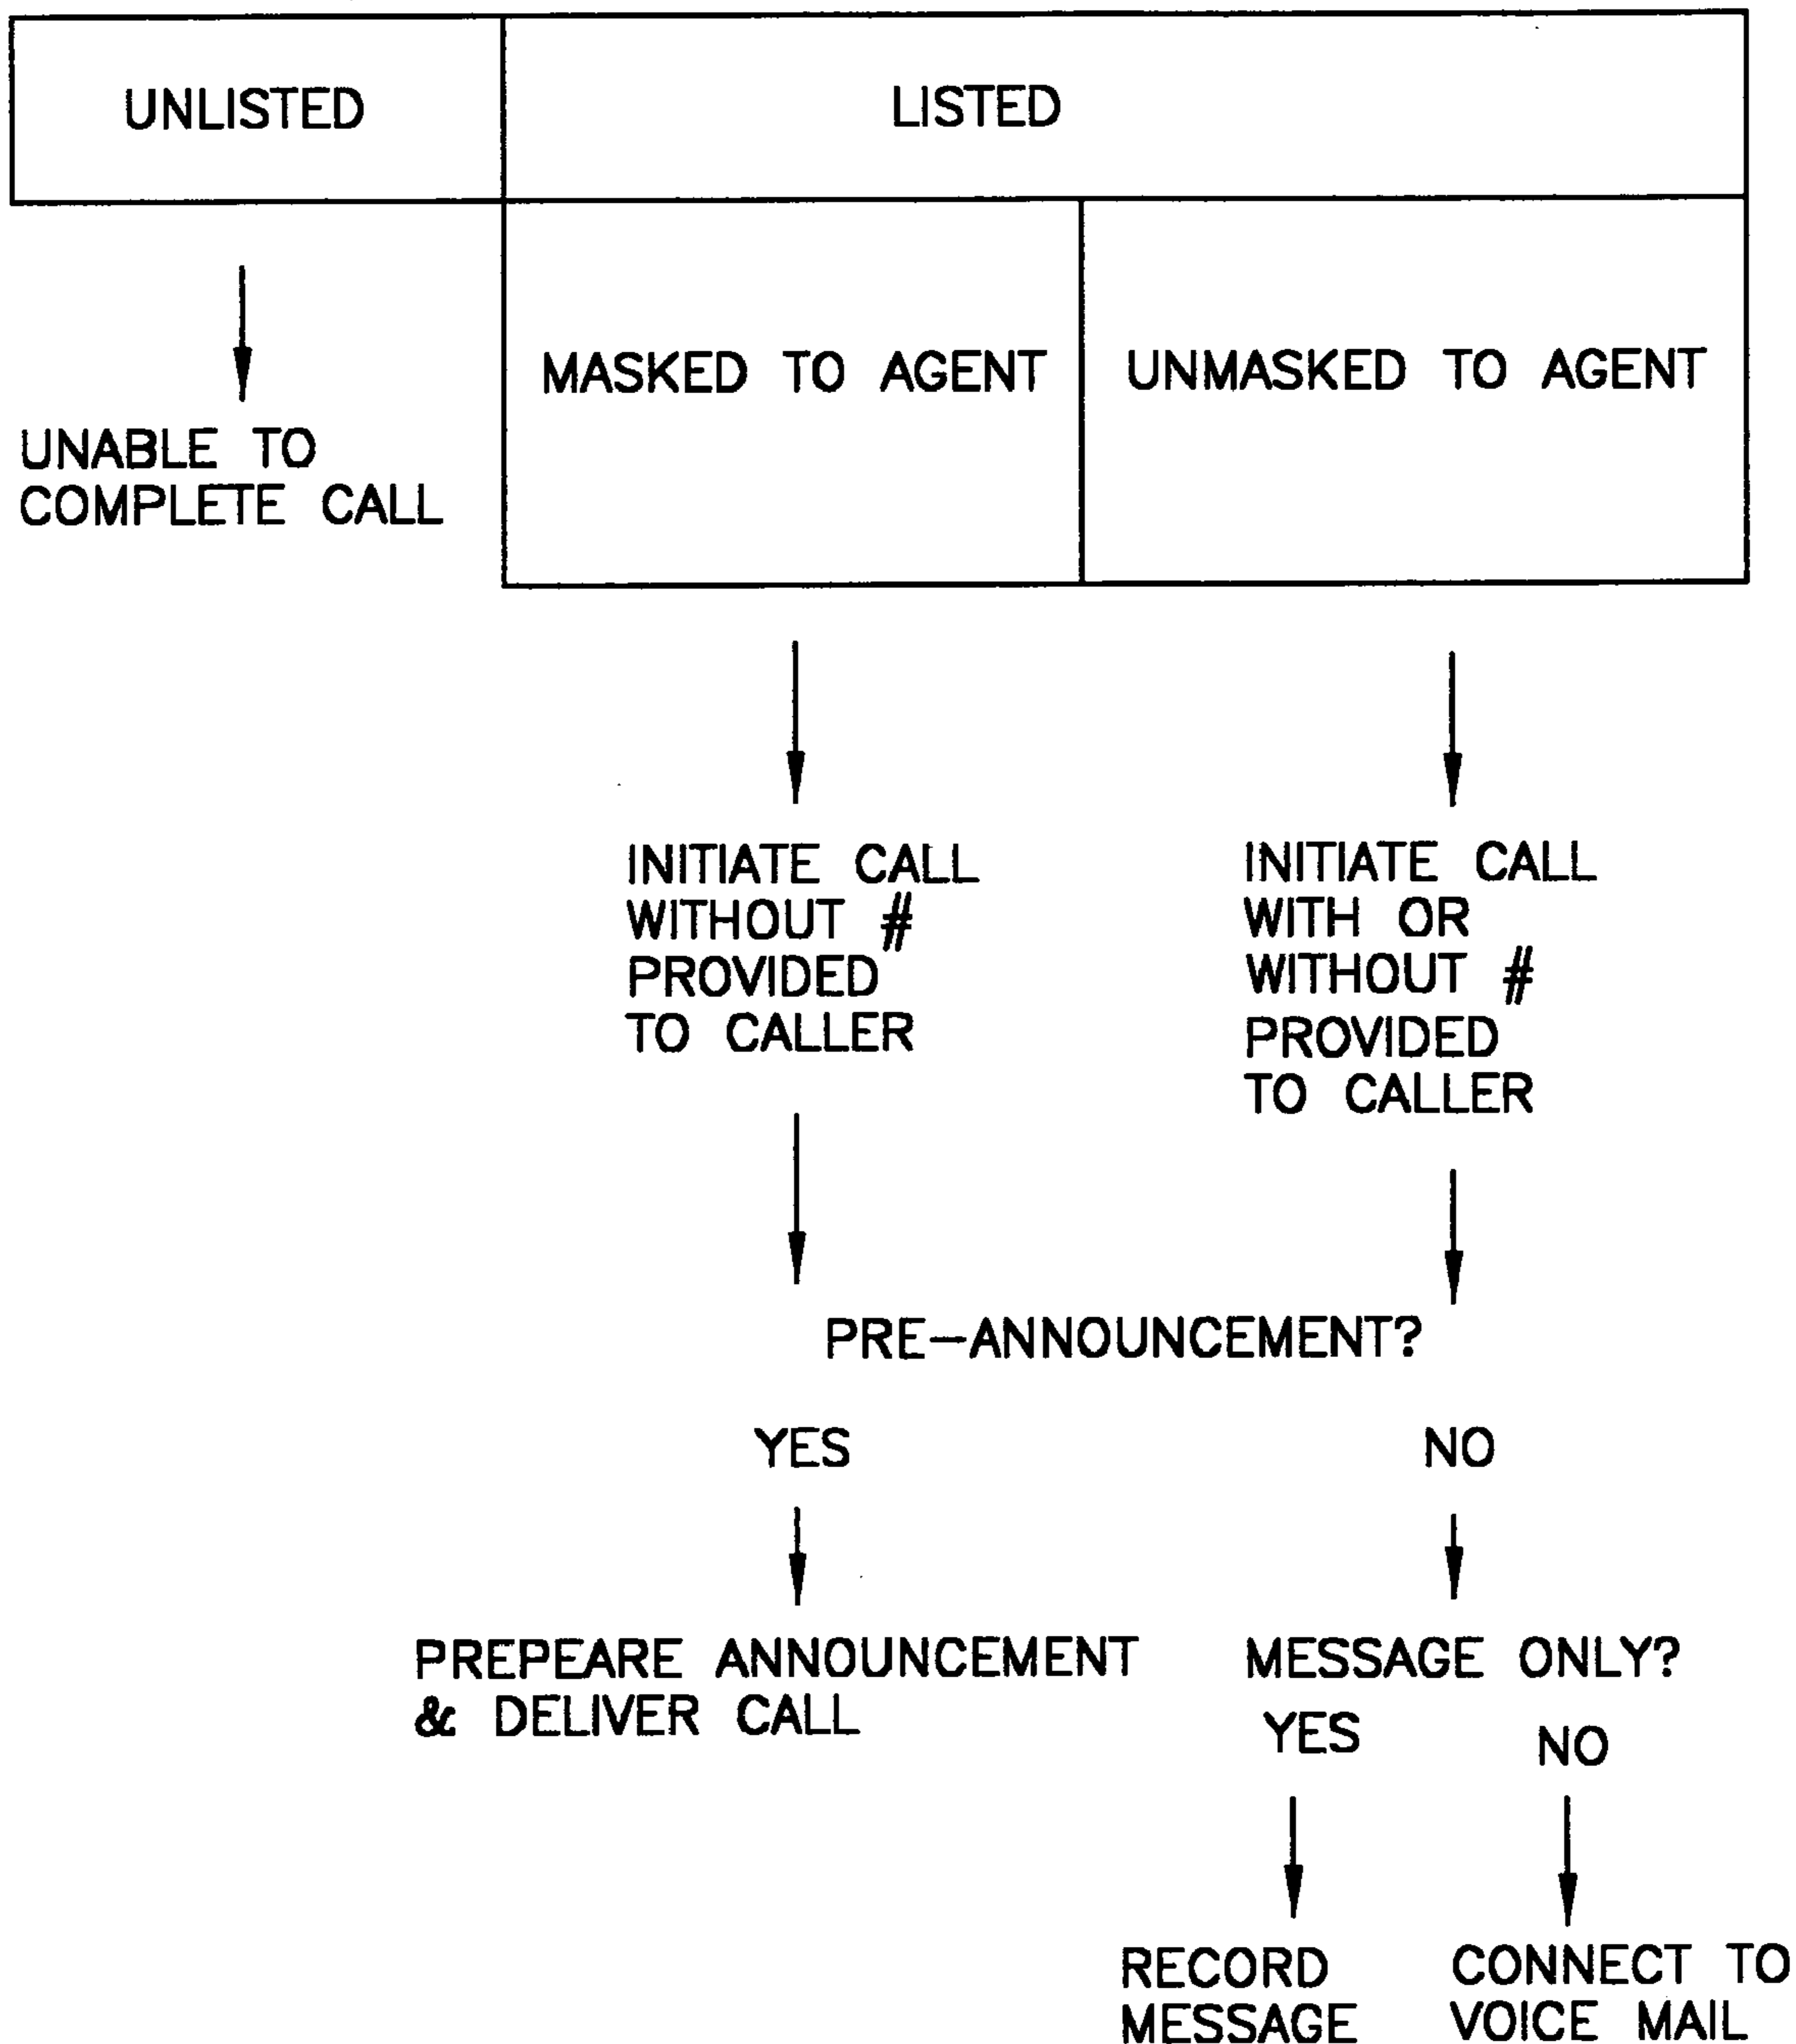 UNLISTED
LISTED
MASKED TO AGENT
UNMASKED TO AGENT
UNABLE TO
COMPLETE CALL
INITIATE CALL
WITHOUT #
PROVIDED
TO CALLER
INITIATE CALL
WITH OR
WITHOUT #
PROVIDED
TO CALLER
PRE-ANNOUNCEMENT?
YES
NO
PREPEARE ANNOUNCEMENT
& DELIVER CALL
MESSAGE ONLY?
YES
NO
RECORD
MESSAGE
CONNECT TO
VOICE MAIL